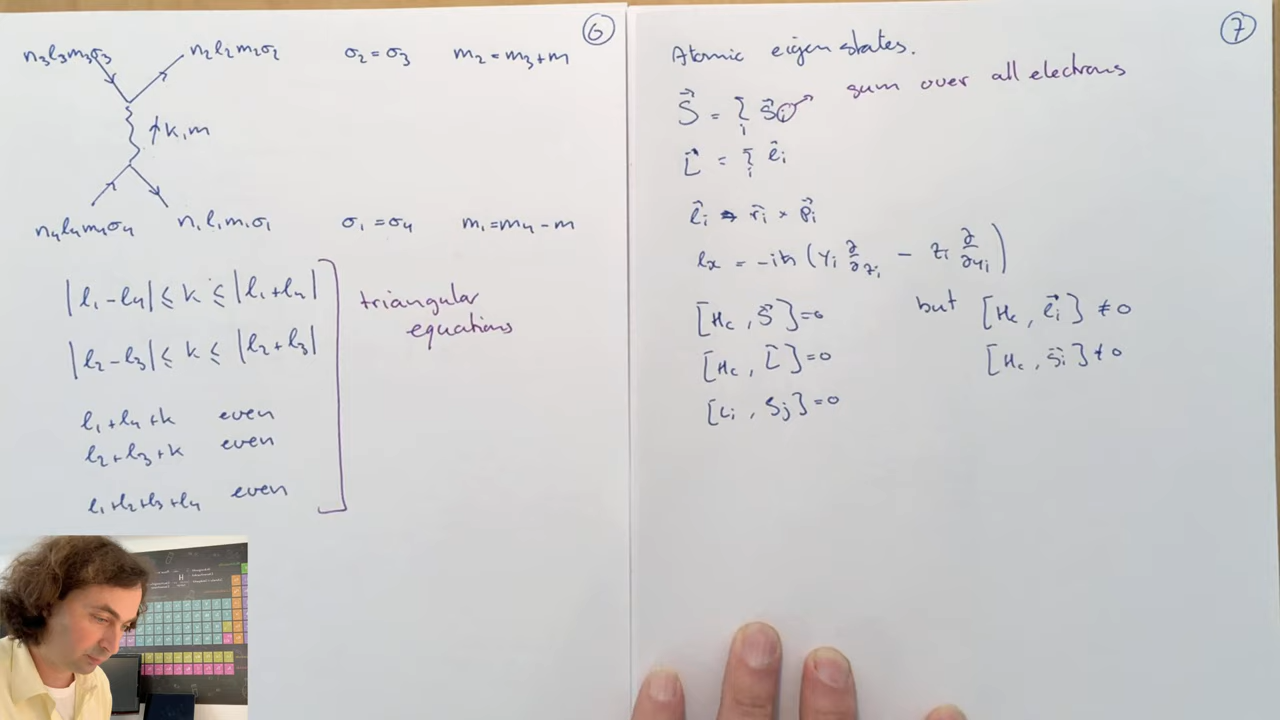 6
n3l3m3σ3 n2l2m2σ2 σ2 = σ3 m2 = m3 + m
k, m
n4l4m4σ4 n1l1m1σ1 σ1 = σ4 m1 = m4 - m
|l1 - l4| ≤ k ≤ |l1 + l4|
|l2 - l3| ≤ k ≤ |l2 + l3|
triangular
equations
l1 + l4 + k even
l2 + l3 + k even
l1 + l2 + l3 + l4 even
7
Atomic eigenstates.
S⃗ = Σi s⃗i → sum over all electrons
L⃗ = Σi l⃗i
l⃗i → r⃗i × p⃗i
lx = -iħ (yi ∂/∂zi - zi ∂/∂yi)
[Hc, S⃗] = 0 but [Hc, l⃗i] ≠ 0
[Hc, L⃗] = 0 [Hc, s⃗i] ≠ 0
[Li, Sj] = 0